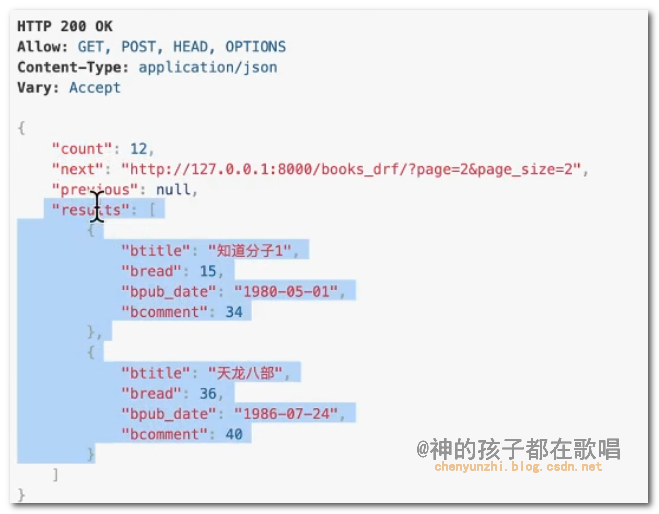 HTTP 200 OK
Allow: GET, POST, HEAD, OPTIONS
Content-Type: application/json
Vary: Accept
{
"count": 12,
"next": "http://127.0.0.1:8000/books_drf/?page=2&page_size=2",
"previous": null,
"results": [
{
"btitle": "知道分子1",
"bread": 15,
"bpub_date": "1980-05-01",
"bcomment": 34
},
{
"btitle": "天龙八部",
"bread": 36,
"bpub_date": "1986-07-24",
"bcomment": 40
}
]
}
@神的孩子都在歌唱
chenyunzhi.blog.csdn.net